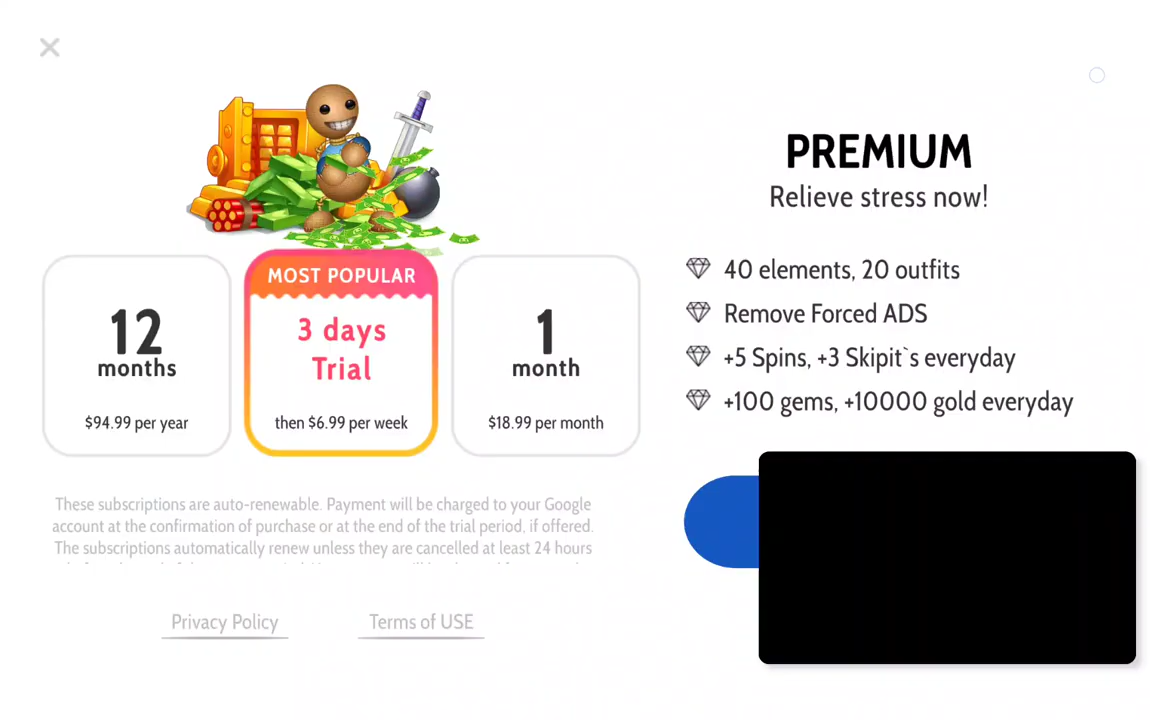 MOST POPULAR
12
months
$94.99 per year
3 days
Trial
then $6.99 per week
1
month
$18.99 per month
These subscriptions are auto-renewable. Payment will be charged to your Google
account at the confirmation of purchase or at the end of the trial period, if offered.
The subscriptions automatically renew unless they are cancelled at least 24 hours
Privacy Policy
Terms of USE
PREMIUM
Relieve stress now!
40 elements, 20 outfits
Remove Forced ADS
+5 Spins, +3 Skipit`s everyday
+100 gems, +10000 gold everyday